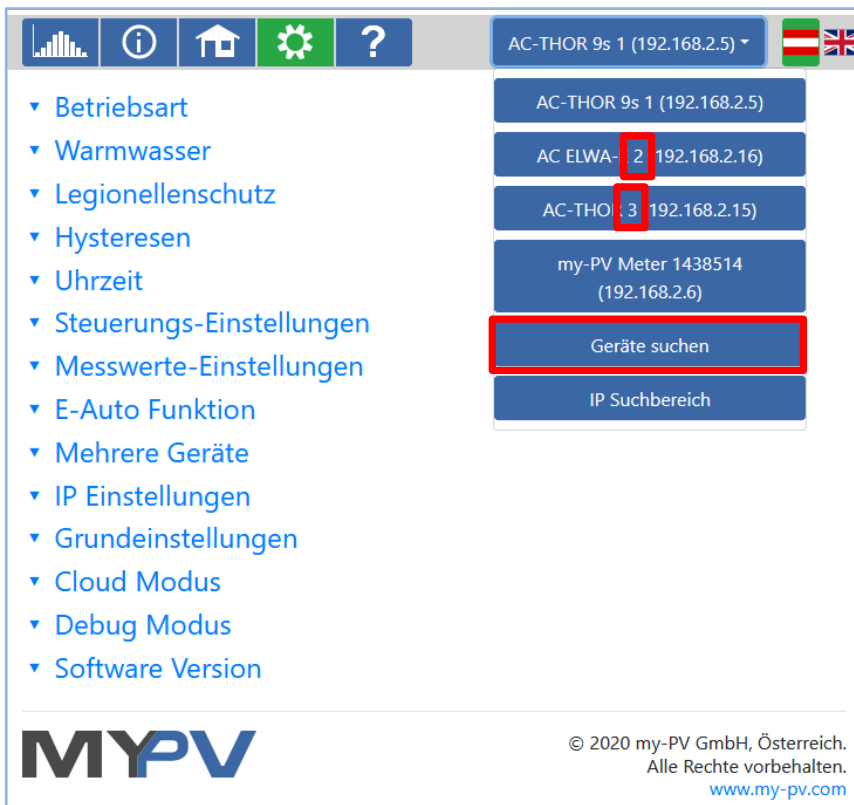 ?
AC-THOR 9s 1 (192.168.2.5)
AC-THOR 9s 1 (192.168.2.5)
AC ELWA- 2 192.168.2.16)
AC-THOR 3 192.168.2.15)
my-PV Meter 1438514
(192.168.2.6)
Geräte suchen
IP Suchbereich
Betriebsart
Warmwasser
Legionellenschutz
Hysteresen
Uhrzeit
Steuerungs-Einstellungen
Messwerte-Einstellungen
E-Auto Funktion
Mehrere Geräte
IP Einstellungen
Grundeinstellungen
Cloud Modus
Debug Modus
Software Version
MYPV
© 2020 my-PV GmbH, Österreich.
Alle Rechte vorbehalten.
www.my-pv.com